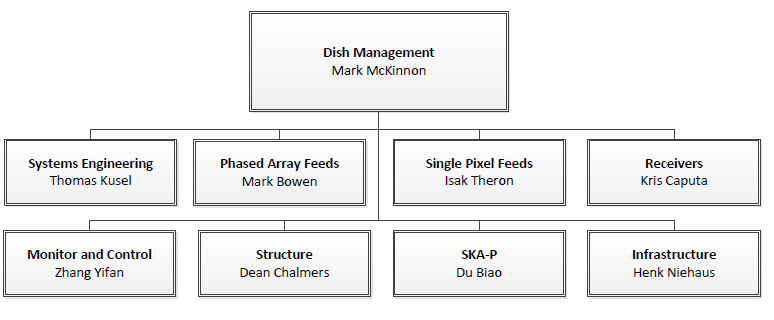 Dish Management
Mark McKinnon
Systems Engineering
Thomas Kusel
Phased Array Feeds
Mark Bowen
Single Pixel Feeds
Isak Theron
Receivers
Kris Caputa
Monitor and Control
Zhang Yifan
Structure
Dean Chalmers
SKA-P
Du Biao
Infrastructure
Henk Niehaus